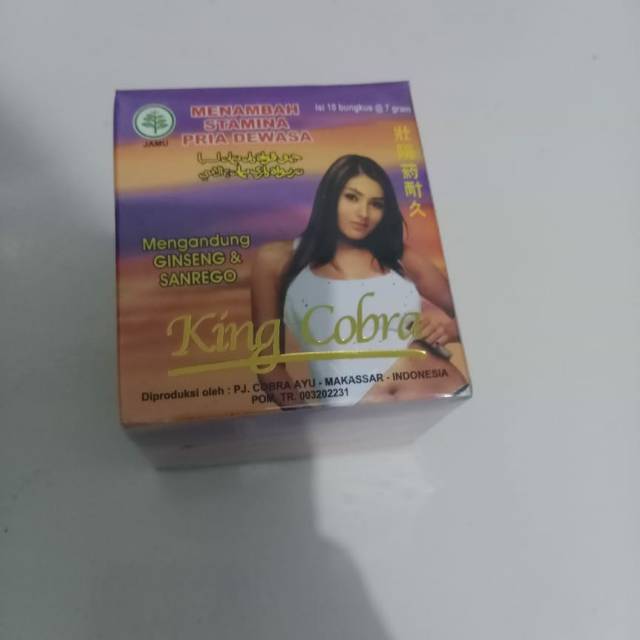 JAMU
MENAMBAH
STAMINA
PRIA DEWASA
Isi 10 bungkus @ 7 gram
Mengandung
GINSENG &
SANREGO
King Cobra
Diproduksi oleh : PJ. COBRA AYU - MAKASSAR - INDONESIA
POM. TR. 003202231